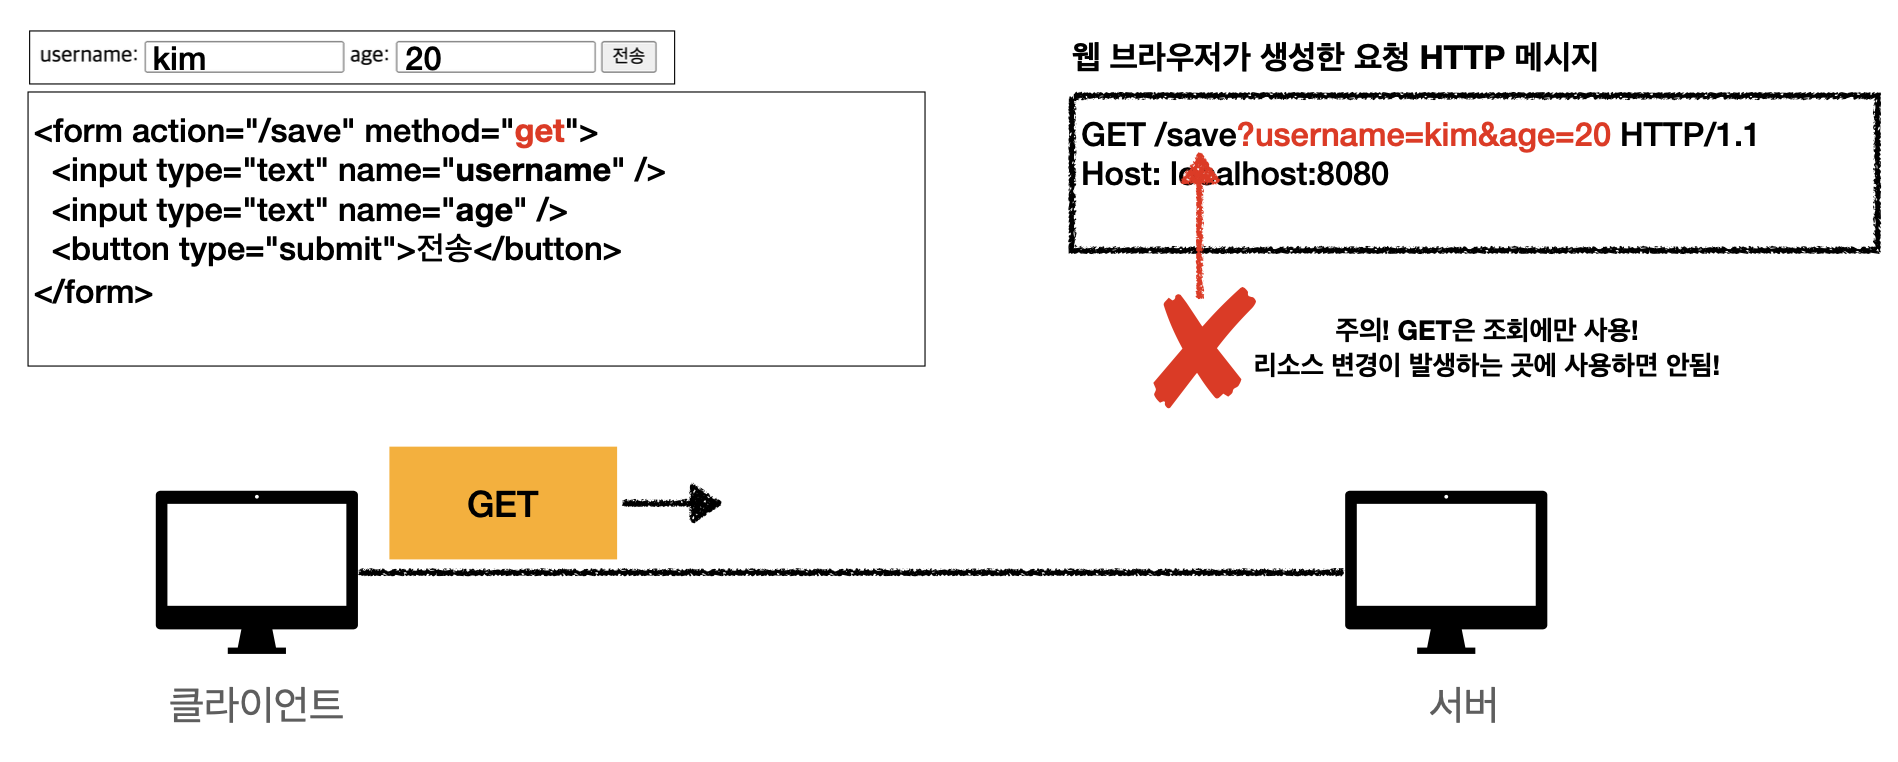 username: kim age: 20 전송
<form action="/save" method="get">
<input type="text" name="username" />
<input type="text" name="age" />
<button type="submit">전송</button>
</form>
웹 브라우저가 생성한 요청 HTTP 메시지
GET /save?username=kim&age=20 HTTP/1.1
Host: localhost:8080
주의! GET은 조회에만 사용!
리소스 변경이 발생하는 곳에 사용하면 안됨!
GET
클라이언트
서버